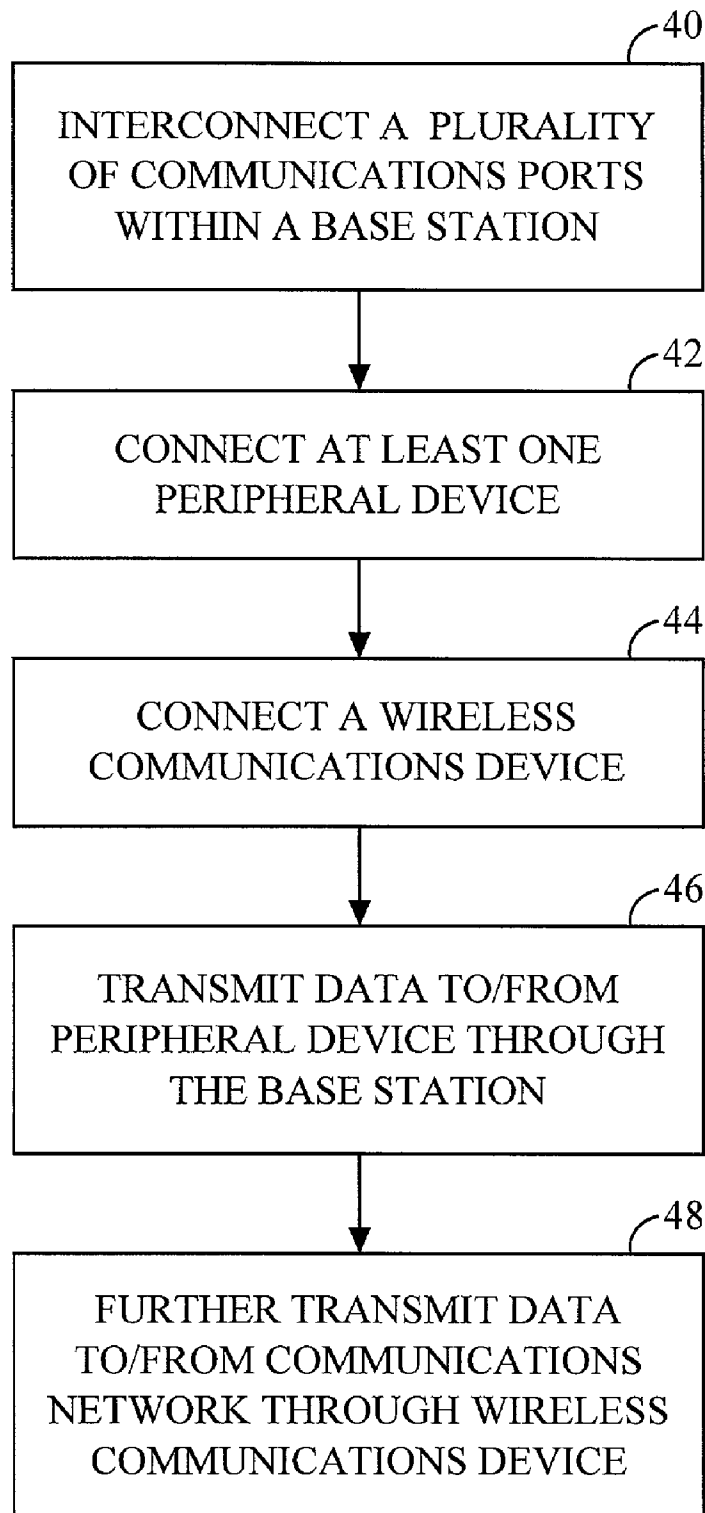 40
INTERCONNECT A PLURALITY
OF COMMUNICATIONS PORTS
WITHIN A BASE STATION
42
CONNECT AT LEAST ONE
PERIPHERAL DEVICE
44
CONNECT A WIRELESS
COMMUNICATIONS DEVICE
46
TRANSMIT DATA TO/FROM
PERIPHERAL DEVICE THROUGH
THE BASE STATION
48
FURTHER TRANSMIT DATA
TO/FROM COMMUNICATIONS
NETWORK THROUGH WIRELESS
COMMUNICATIONS DEVICE